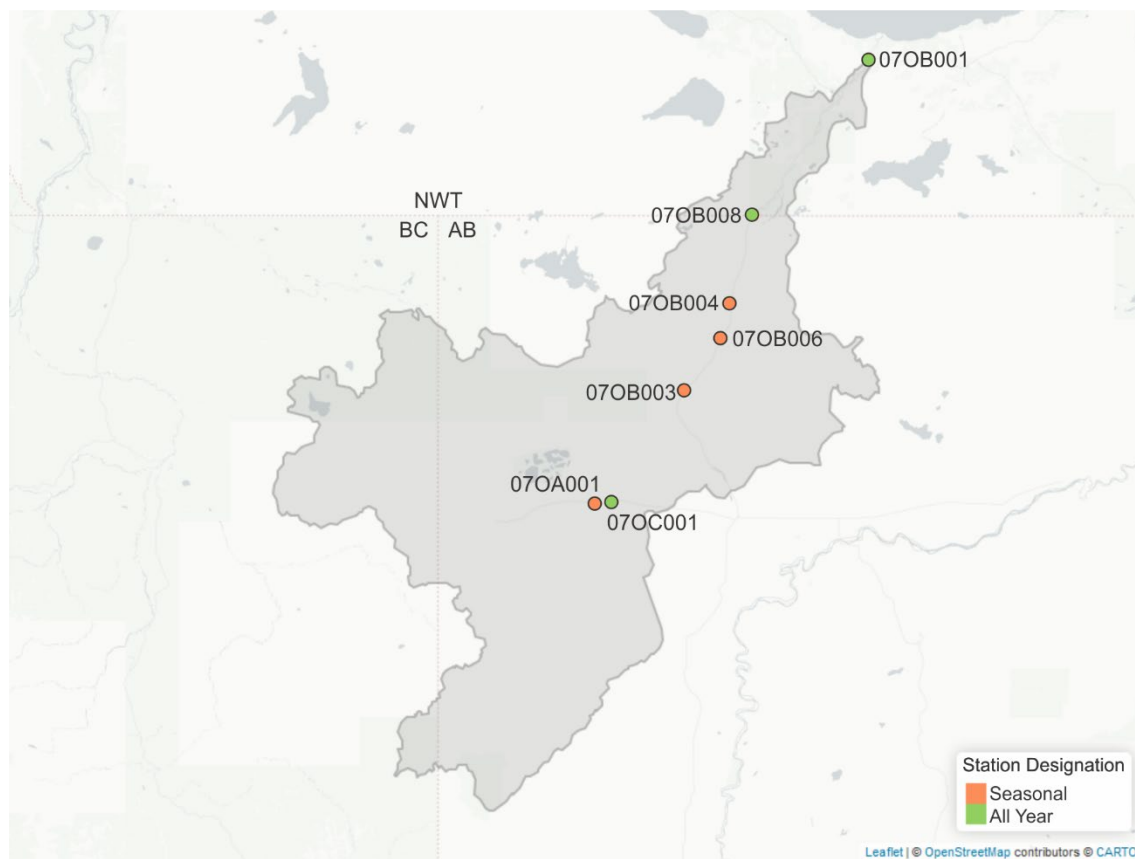 07OB001
NWT
07OB008
BC AB
07OB004
07OB006
07OB003
07OA001
07OC001
Station Designation
Seasonal
All Year
Leaflet | © OpenStreetMap contributors © CARTO